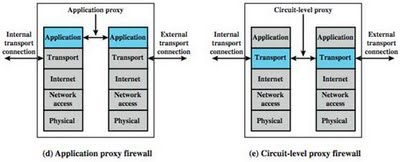 Application proxy
Internal
transport
connection
Application
Application
Transport
Transport
Internet
Internet
Network
access
Network
access
Physical
Physical
External
transport
connection
(d) Application proxy firewall
Circuit-level proxy
Internal
transport
connection
Application
Application
Transport
Transport
Internet
Internet
Network
access
Network
access
Physical
Physical
External
transport
connection
(e) Circuit-level proxy firewall